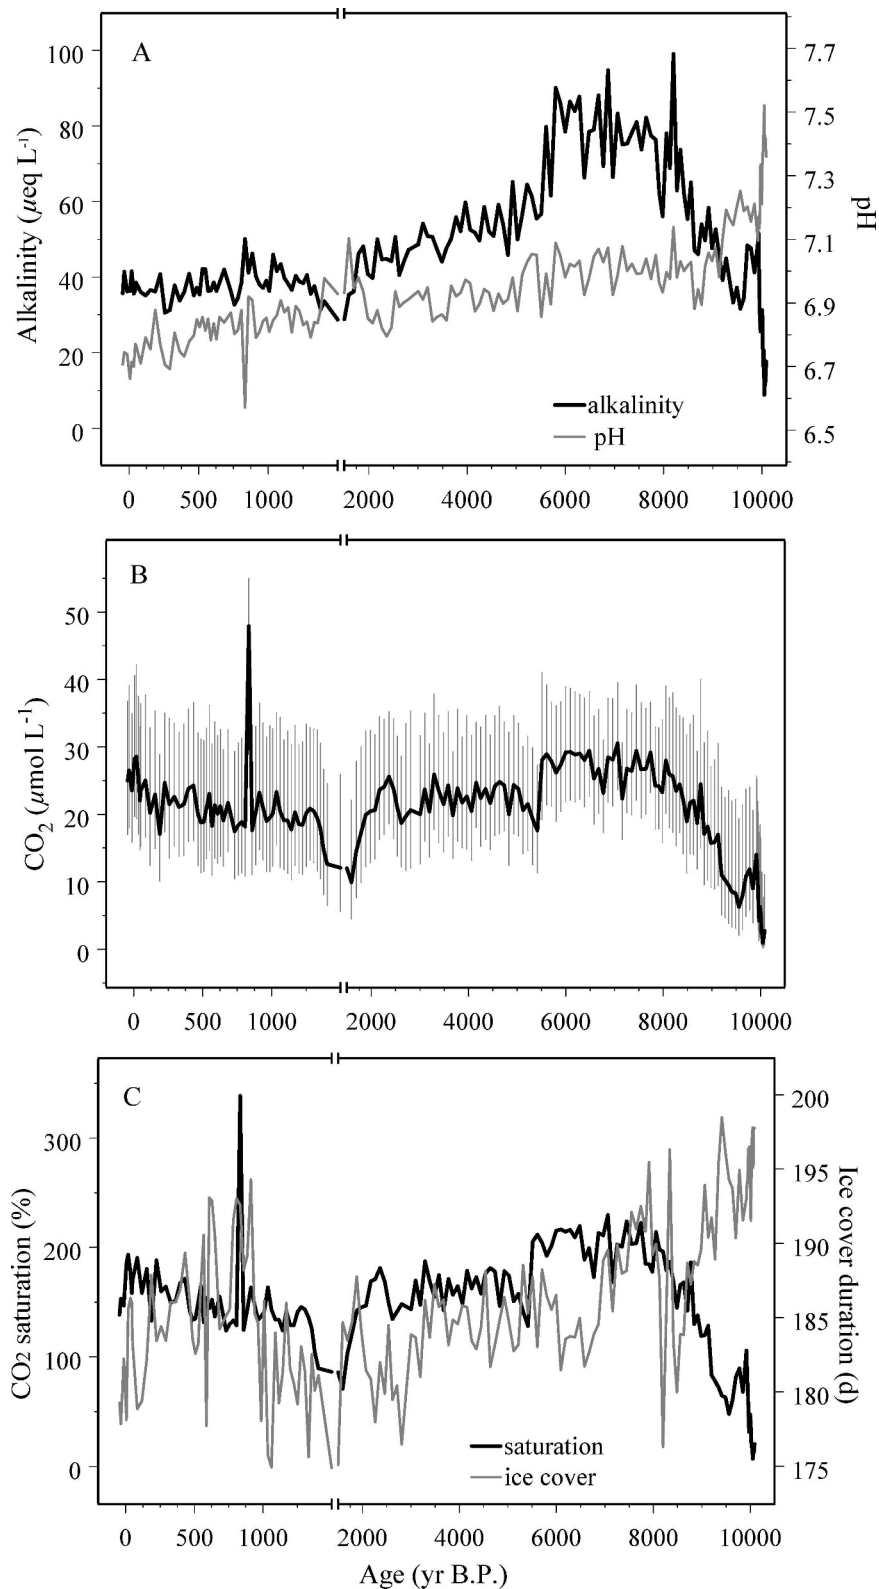 A
100
80
60
40
20
0
Alkalinity (μeq L-1)
7.7
7.5
7.3
7.1
6.9
6.7
6.5
pH
alkalinity
pH
0 500 1000 2000 4000 6000 8000 10000
B
50
40
30
20
10
0
CO2 (μmol L-1)
0 500 1000 2000 4000 6000 8000 10000
C
300
200
100
0
CO2 saturation (%)
200
195
190
185
180
175
Ice cover duration (d)
saturation
ice cover
0 500 1000 2000 4000 6000 8000 10000
Age (yr B.P.)